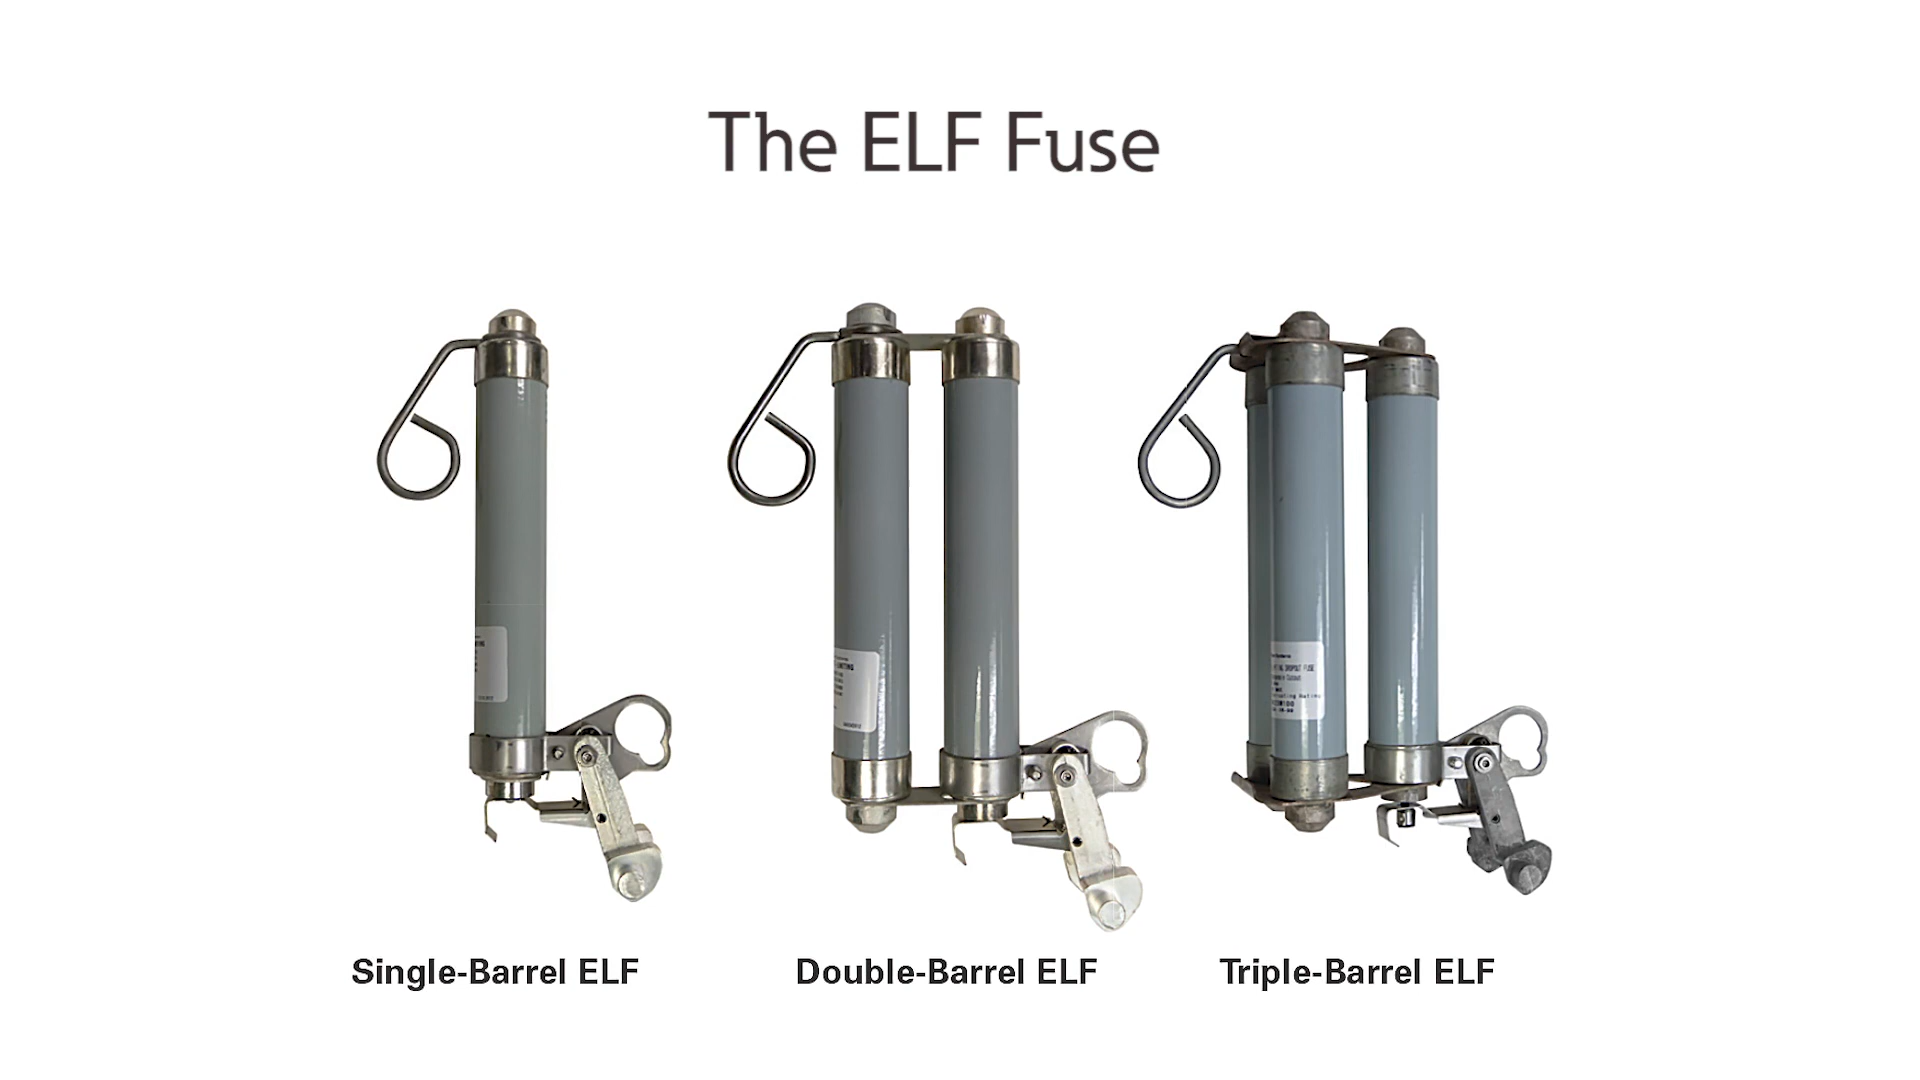 The ELF Fuse
Single-Barrel ELF
Double-Barrel ELF
Triple-Barrel ELF